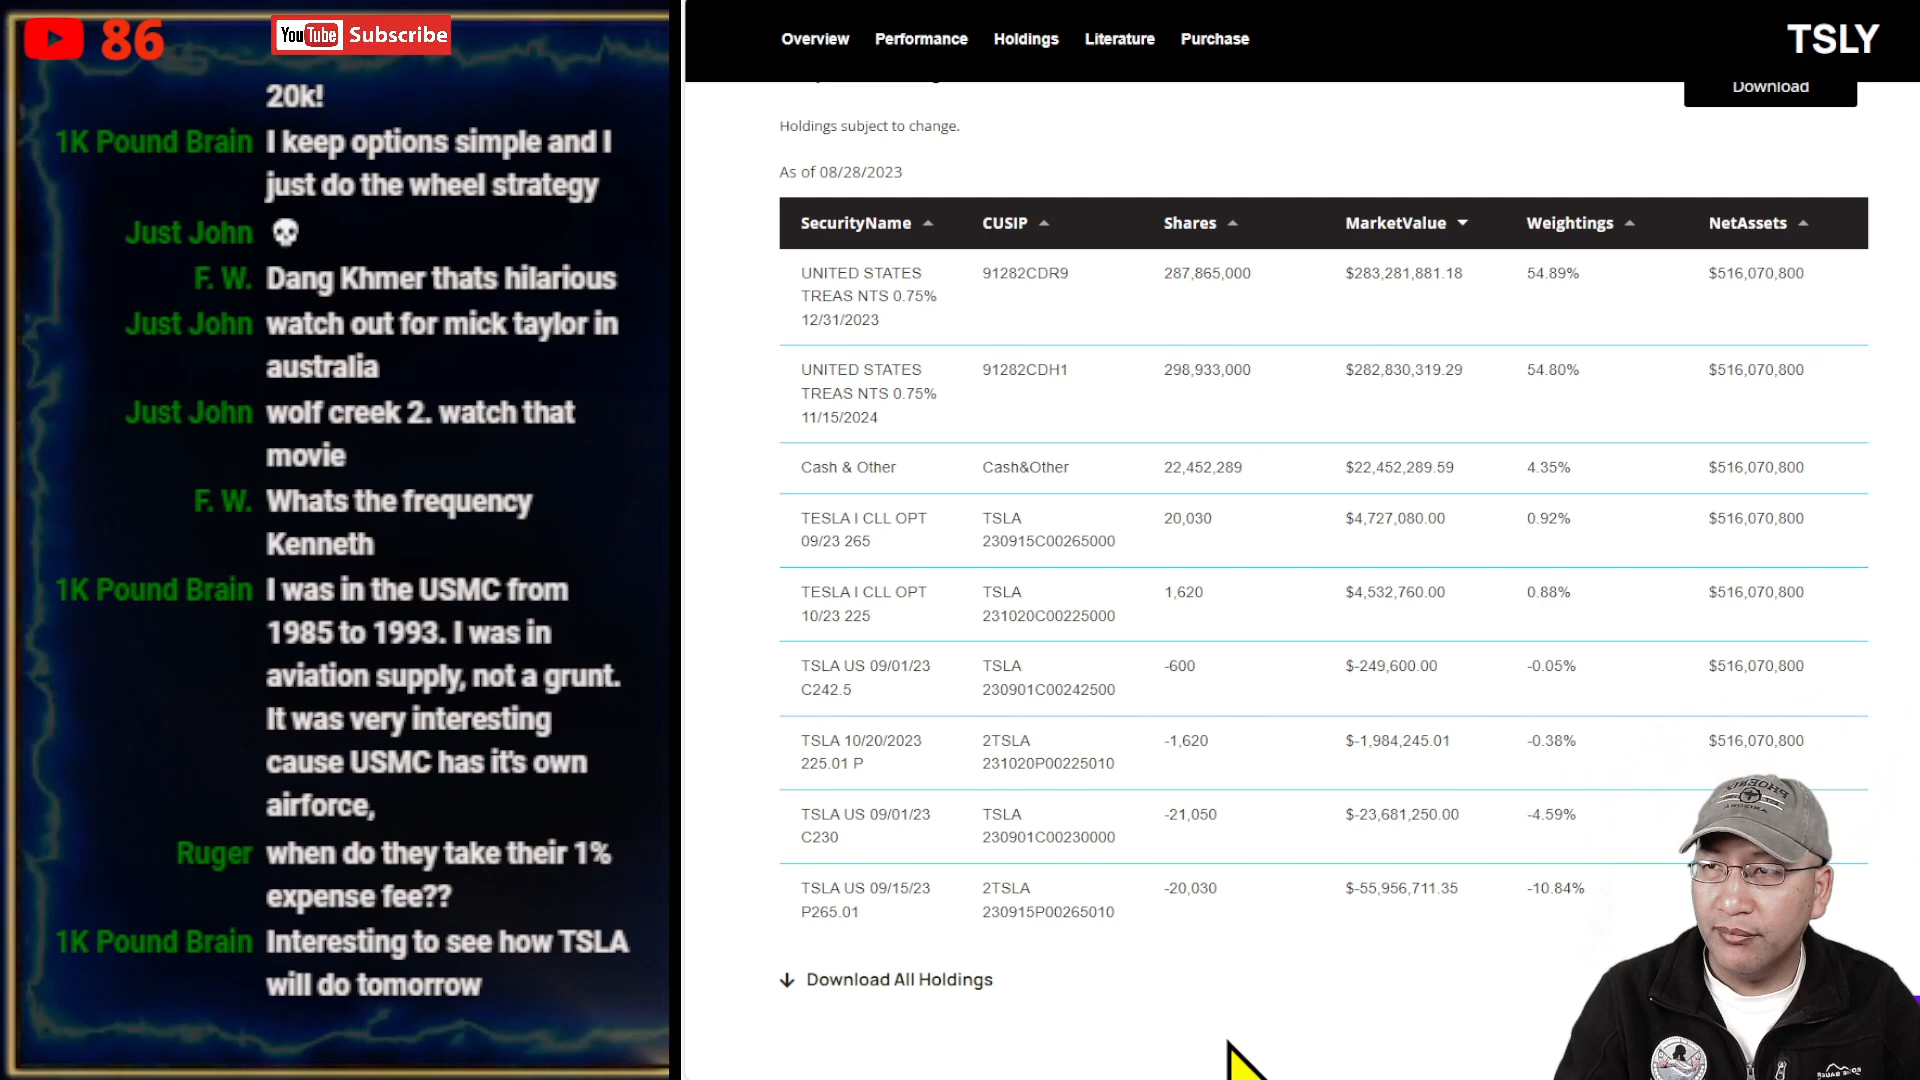 86
YouTube Subscribe
20k!
1K Pound Brain I keep options simple and I
just do the wheel strategy
Just John 💀
F. W. Dang Khmer thats hilarious
Just John watch out for mick taylor in
australia
Just John wolf creek 2. watch that
movie
F. W. Whats the frequency
Kenneth
1K Pound Brain I was in the USMC from
1985 to 1993. I was in
aviation supply, not a grunt.
It was very interesting
cause USMC has it's own
airforce,
Ruger when do they take their 1%
expense fee??
1K Pound Brain Interesting to see how TSLA
will do tomorrow
Overview Performance Holdings Literature Purchase TSLY
Download
Holdings subject to change.
As of 08/28/2023
SecurityName CUSIP Shares MarketValue Weightings NetAssets
UNITED STATES 91282CDR9 287,865,000 $283,281,881.18 54.89% $516,070,800
TREAS NTS 0.75%
12/31/2023
UNITED STATES 91282CDH1 298,933,000 $282,830,319.29 54.80% $516,070,800
TREAS NTS 0.75%
11/15/2024
Cash & Other Cash&Other 22,452,289 $22,452,289.59 4.35% $516,070,800
TESLA I CLL OPT TSLA 20,030 $4,727,080.00 0.92% $516,070,800
09/23 265 230915C00265000
TESLA I CLL OPT TSLA 1,620 $4,532,760.00 0.88% $516,070,800
10/23 225 231020C00225000
TSLA US 09/01/23 TSLA -600 $-249,600.00 -0.05% $516,070,800
C242.5 230901C00242500
TSLA 10/20/2023 2TSLA -1,620 $-1,984,245.01 -0.38% $516,070,800
225.01 P 231020P00225010
TSLA US 09/01/23 TSLA -21,050 $-23,681,250.00 -4.59%
C230 230901C00230000
TSLA US 09/15/23 2TSLA -20,030 $-55,956,711.35 -10.84%
P265.01 230915P00265010
Download All Holdings
PHOENIX